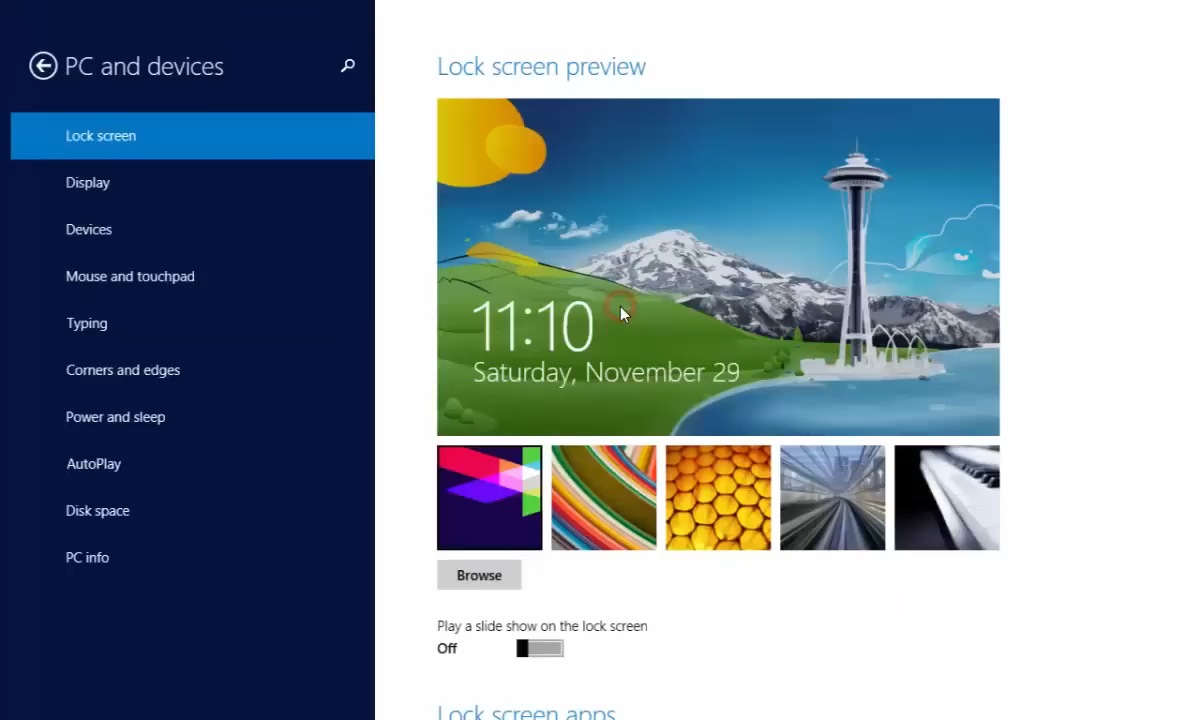 PC and devices
Lock screen
Display
Devices
Mouse and touchpad
Typing
Corners and edges
Power and sleep
AutoPlay
Disk space
PC info
Lock screen preview
11:10
Saturday, November 29
Browse
Play a slide show on the lock screen
Off
Lock screen apps